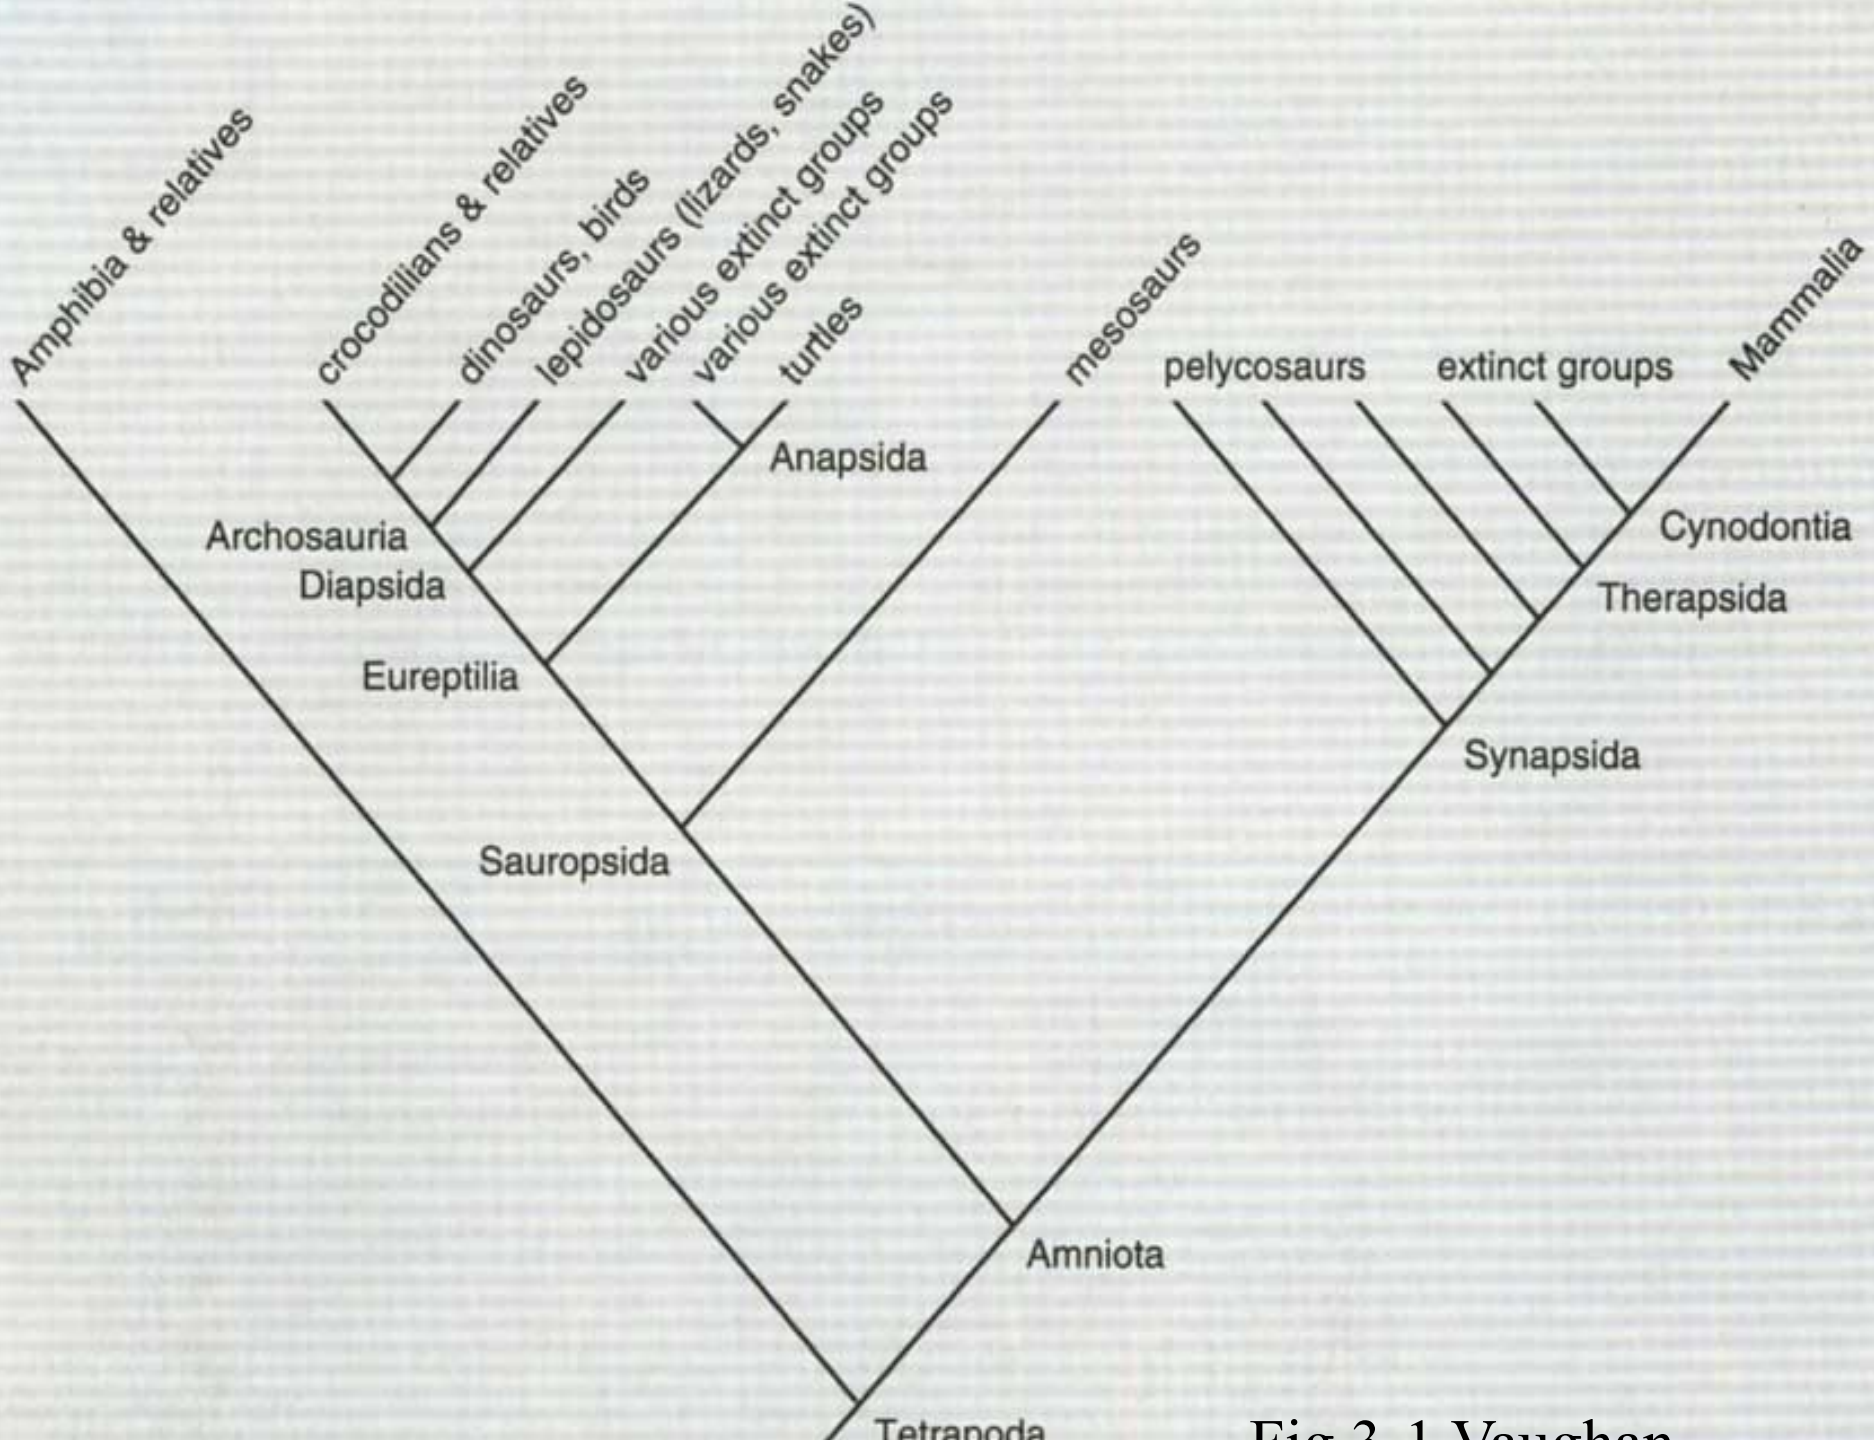 Amphibia & relatives
crocodilians & relatives
dinosaurs, birds
lepidosaurs (lizards, snakes)
various extinct groups
various extinct groups
turtles
mesosaurs
pelycosaurs
extinct groups
Mammalia
Anapsida
Archosauria
Diapsida
Eureptilia
Cynodontia
Therapsida
Synapsida
Sauropsida
Amniota
Tetrapoda
Fig 3-1 Vaughan